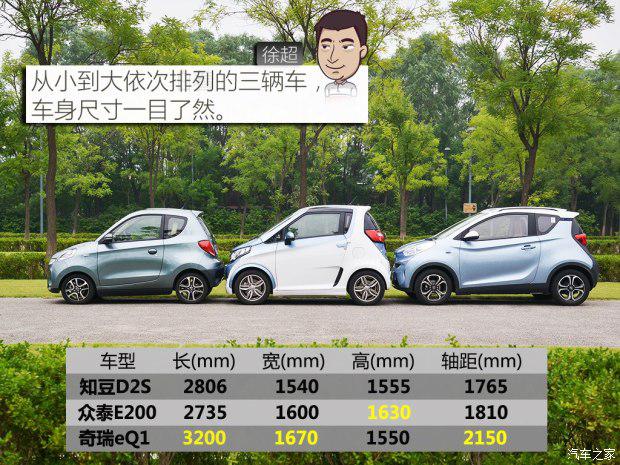 徐超
从小到大依次排列的三辆车，
车身尺寸一目了然。
车型 长(mm) 宽(mm) 高(mm) 轴距(mm)
知豆D2S 2806 1540 1555 1765
众泰E200 2735 1600 1630 1810
奇瑞eQ1 3200 1670 1550 2150
汽车之家